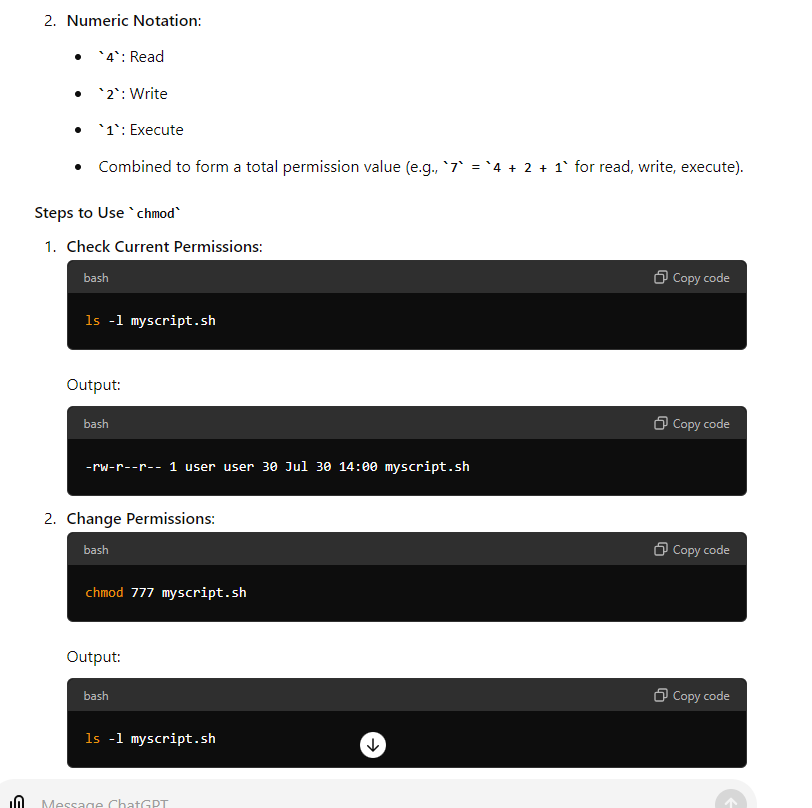 2. Numeric Notation:
• `4`: Read
• `2`: Write
• `1`: Execute
• Combined to form a total permission value (e.g., `7` = `4 + 2 + 1` for read, write, execute).
Steps to Use `chmod`
1. Check Current Permissions:
bash Copy code
ls -l myscript.sh
Output:
bash Copy code
-rw-r--r-- 1 user user 30 Jul 30 14:00 myscript.sh
2. Change Permissions:
bash Copy code
chmod 777 myscript.sh
Output:
bash Copy code
ls -l myscript.sh
Message ChatGPT